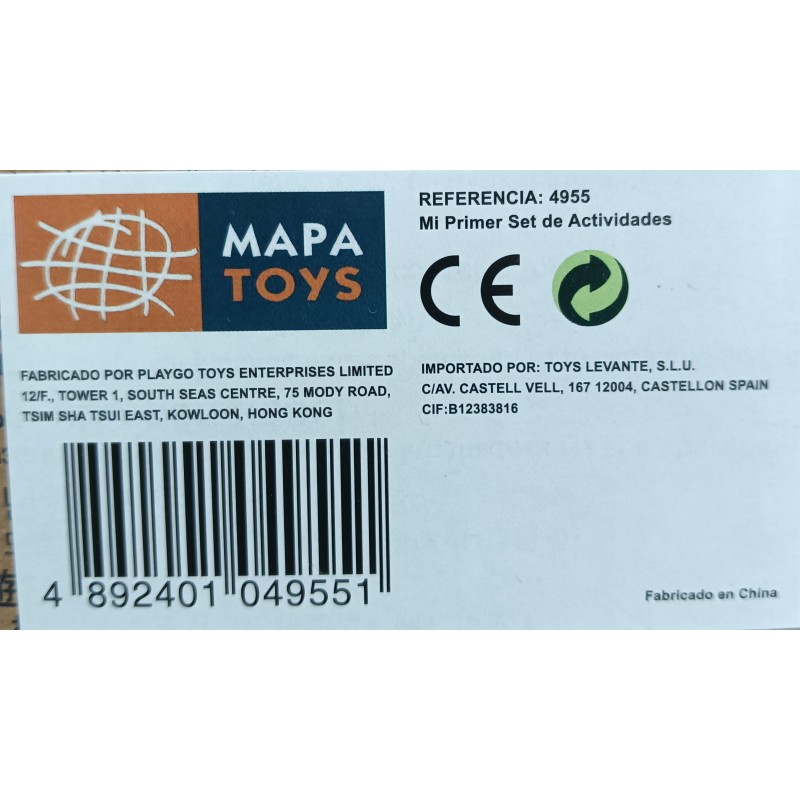 MAPA
TOYS
REFERENCIA: 4955
Mi Primer Set de Actividades
CE
FABRICADO POR PLAYGO TOYS ENTERPRISES LIMITED
12/F., TOWER 1, SOUTH SEAS CENTRE, 75 MODY ROAD,
TSIM SHA TSUI EAST, KOWLOON, HONG KONG
IMPORTADO POR: TOYS LEVANTE, S.L.U.
C/AV. CASTELL VELL, 167 12004, CASTELLON SPAIN
CIF:B12383816
4 892401 049551
Fabricado en China